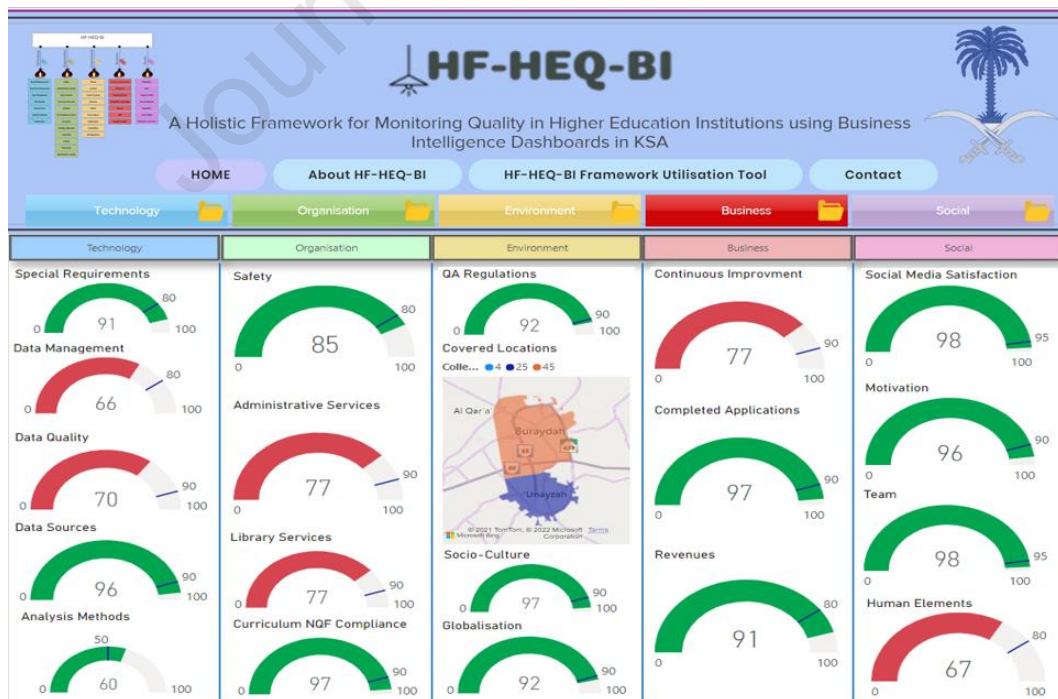 Journ
HF-HEQ-BI
HF-HEQ-BI
A Holistic Framework for Monitoring Quality in Higher Education Institutions using Business
Intelligence Dashboards in KSA
HOME
About HF-HEQ-BI
HF-HEQ-BI Framework Utilisation Tool
Contact
Technology
Organisation
Environment
Business
Social
Technology
Organisation
Environment
Business
Social
Special Requirements
80
91
0
100
Data Management
80
66
0
100
Data Quality
90
70
0
100
Data Sources
90
96
0
100
Analysis Methods
50
60
0
100
Safety
80
85
0
100
Administrative Services
90
77
0
100
Library Services
90
77
0
100
Curriculum NQF Compliance
90
97
0
100
QA Regulations
90
92
0
100
Covered Locations
Colle... 4 25 45
Al Qar'a'
Buraydah
Unayzah
© 2021 TomTom, © 2022 Microsoft Corporation Terms
Microsoft Bing
Socio-Culture
90
97
0
100
Globalisation
90
92
0
100
Continuous Improvment
90
77
0
100
Completed Applications
90
97
0
100
Revenues
80
91
0
100
Social Media Satisfaction
95
98
0
100
Motivation
90
96
0
100
Team
95
98
0
100
Human Elements
80
67
0
100